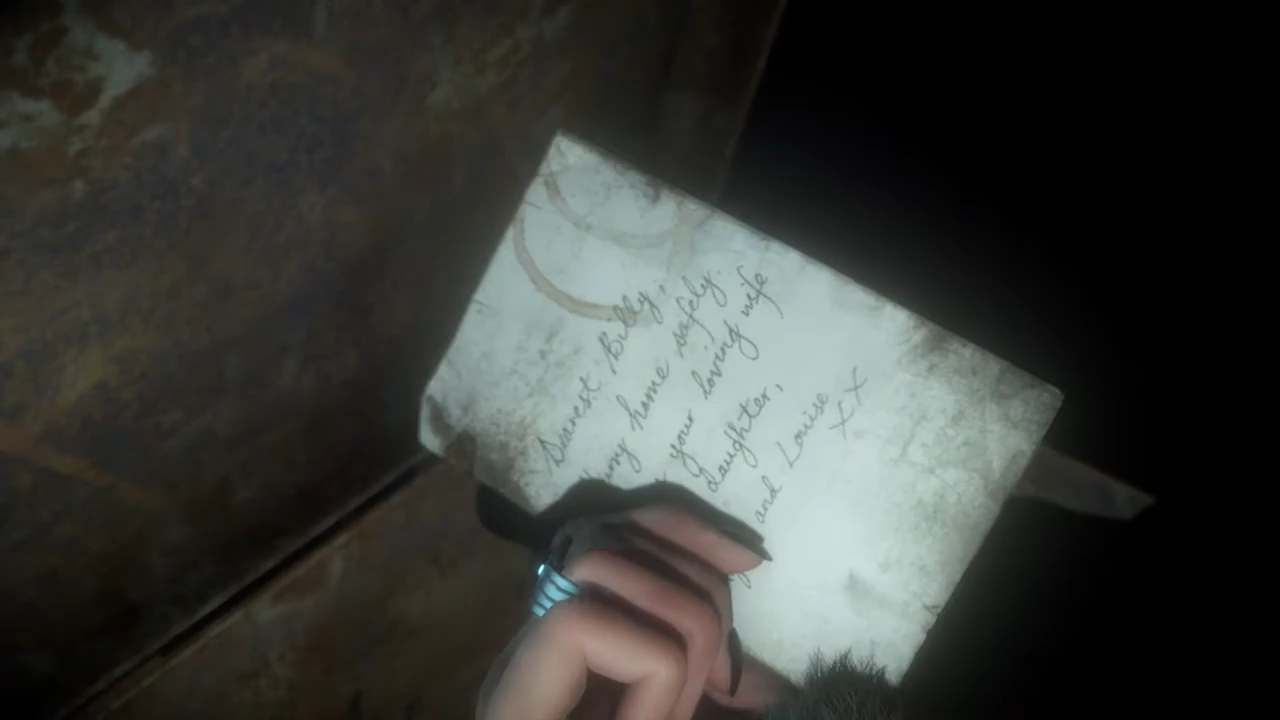 Dearest Billy,
home safely.
your loving wife
daughter,
and Louise
XX